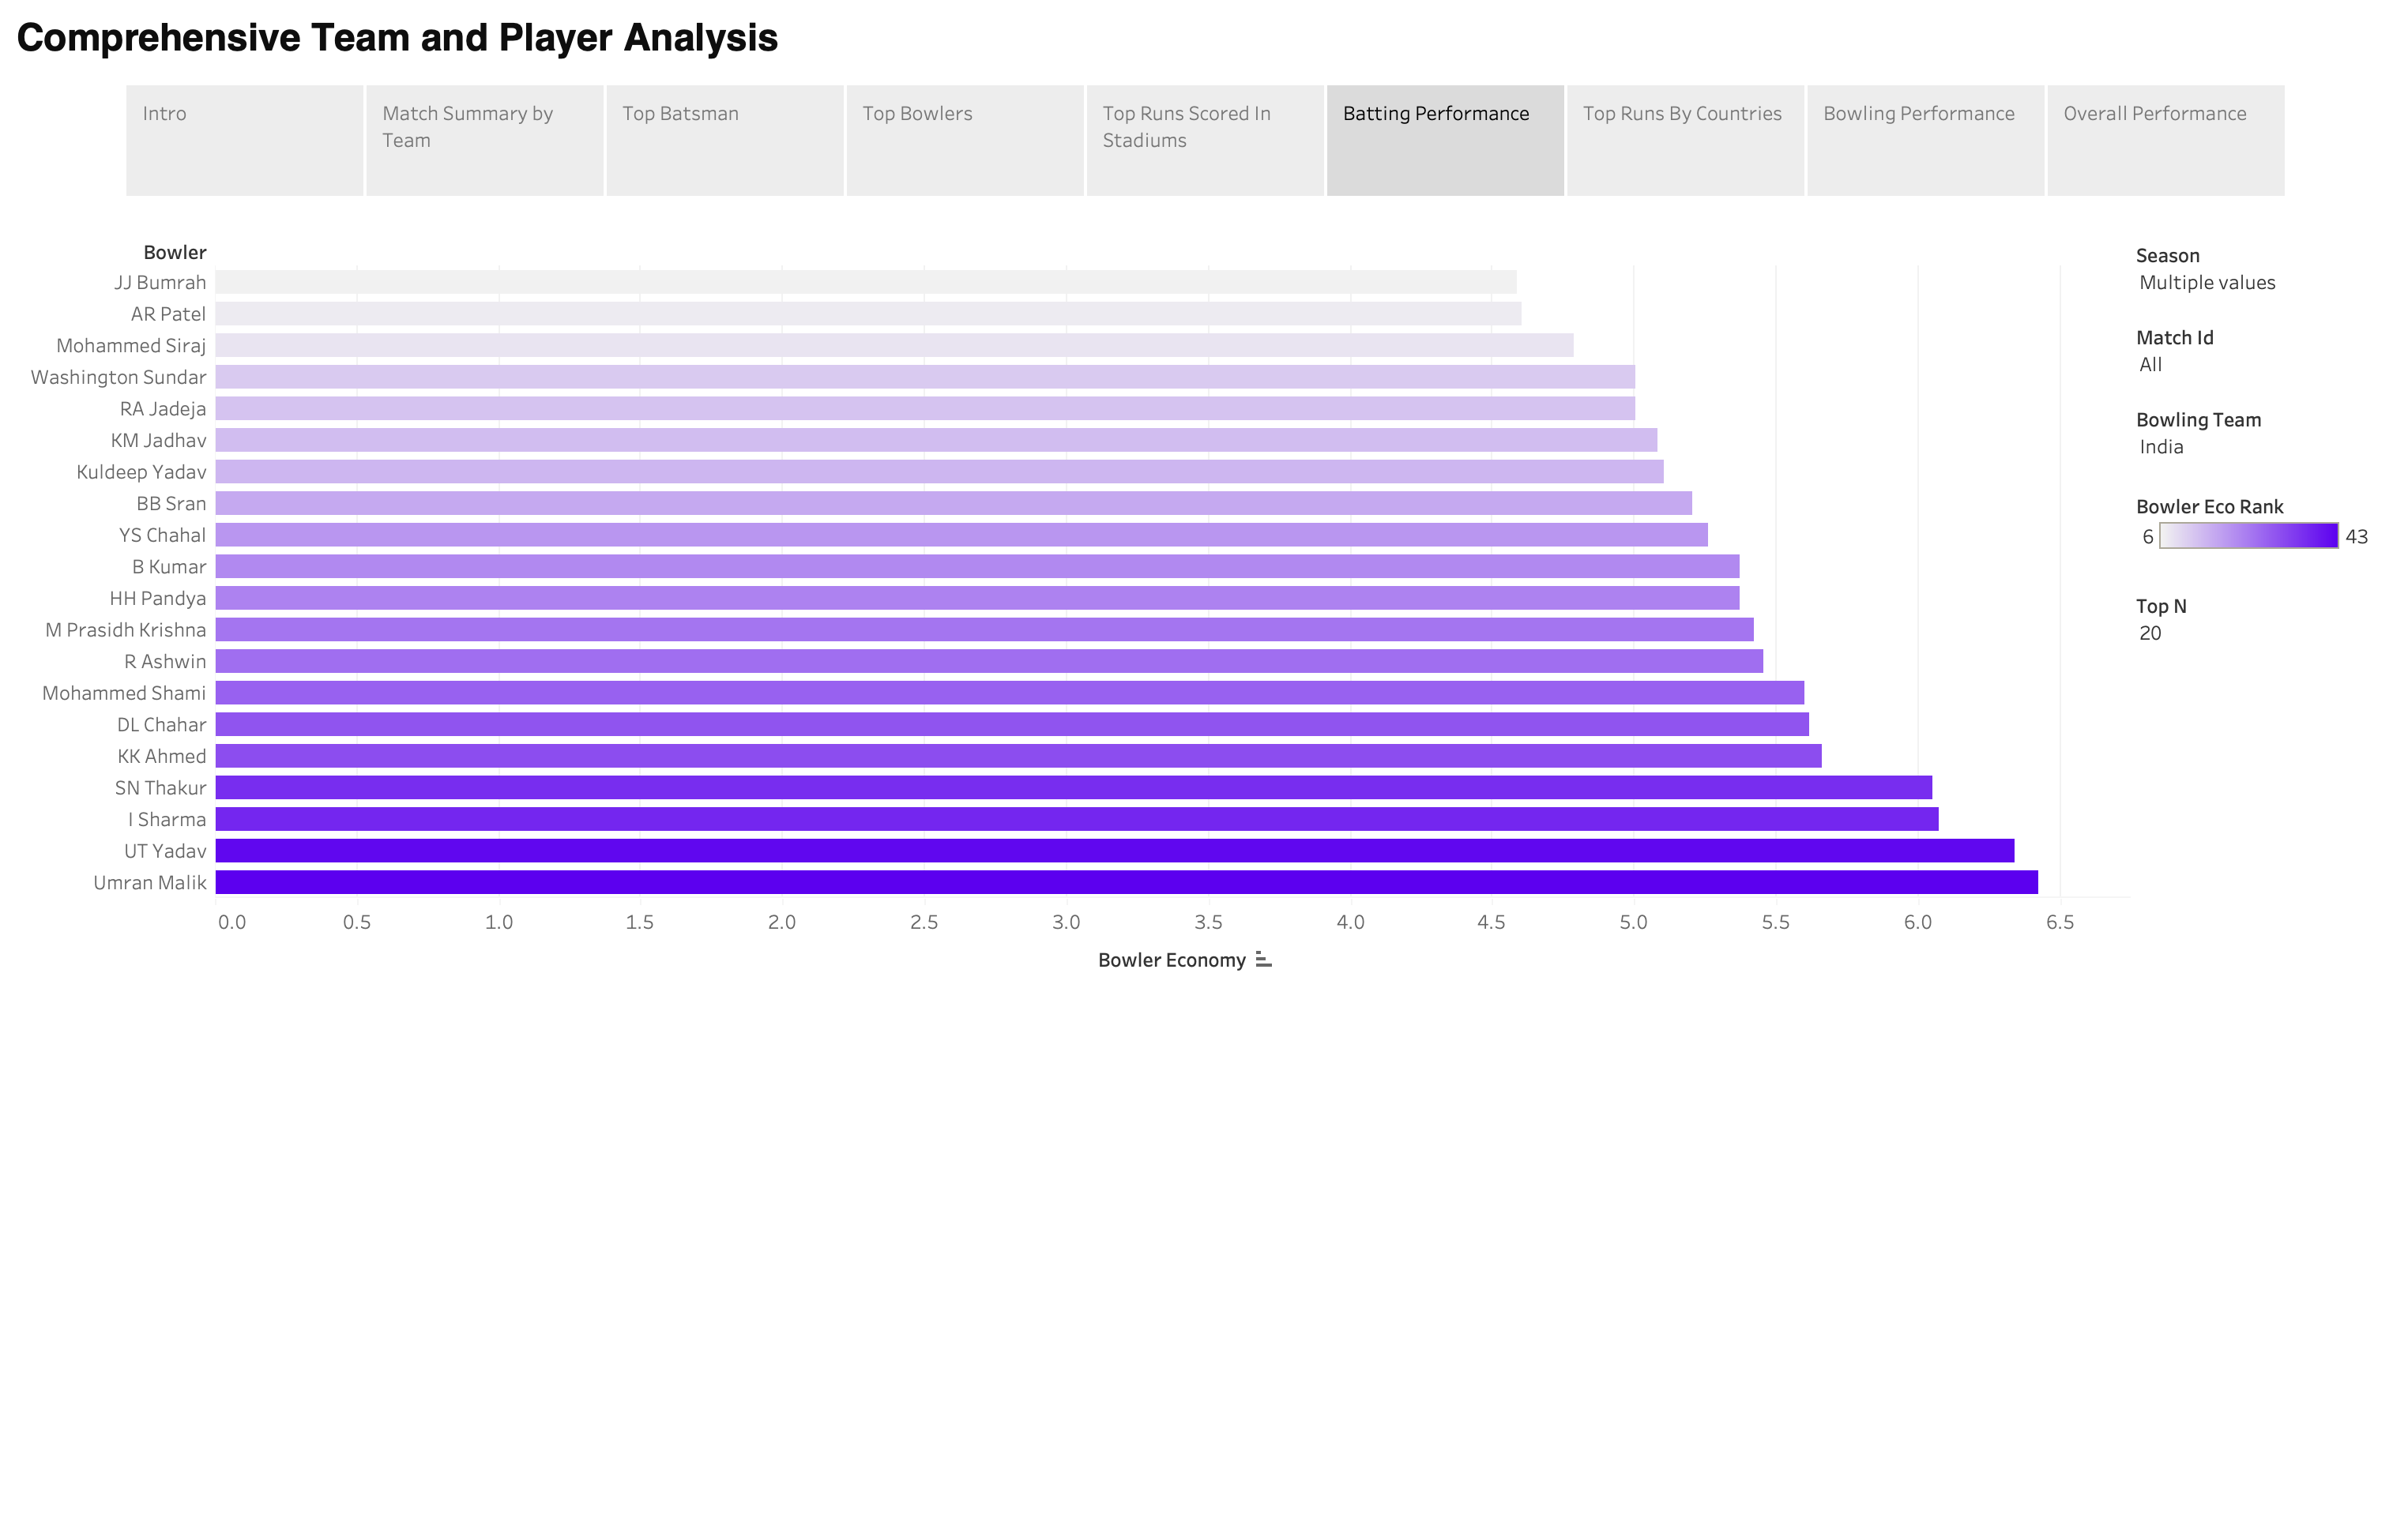 Comprehensive Team and Player Analysis
Intro
Match Summary by
Team
Top Batsman
Top Bowlers
Top Runs Scored In
Stadiums
Batting Performance
Top Runs By Countries
Bowling Performance
Overall Performance
Bowler
JJ Bumrah
AR Patel
Mohammed Siraj
Washington Sundar
RA Jadeja
KM Jadhav
Kuldeep Yadav
BB Sran
YS Chahal
B Kumar
HH Pandya
M Prasidh Krishna
R Ashwin
Mohammed Shami
DL Chahar
KK Ahmed
SN Thakur
I Sharma
UT Yadav
Umran Malik
0.0 0.5 1.0 1.5 2.0 2.5 3.0 3.5 4.0 4.5 5.0 5.5 6.0 6.5
Bowler Economy
Season
Multiple values
Match Id
All
Bowling Team
India
Bowler Eco Rank
6 43
Top N
20